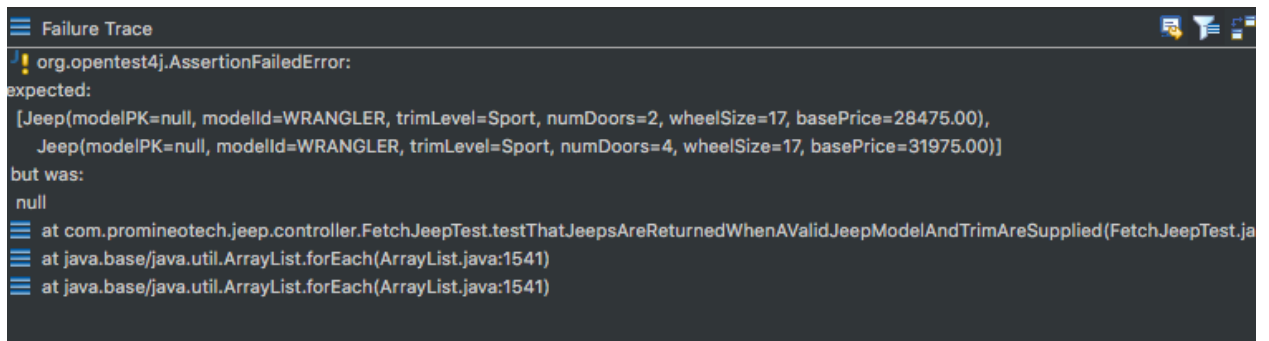 Failure Trace
org.opentest4j.AssertionFailedError:
expected:
[Jeep(modelPK=null, modelId=WRANGLER, trimLevel=Sport, numDoors=2, wheelSize=17, basePrice=28475.00),
Jeep(modelPK=null, modelId=WRANGLER, trimLevel=Sport, numDoors=4, wheelSize=17, basePrice=31975.00)]
but was:
null
at com.promineotech.jeep.controller.FetchJeepTest.testThatJeepsAreReturnedWhenAValidJeepModelAndTrimAreSupplied(FetchJeepTest.ja
at java.base/java.util.ArrayList.forEach(ArrayList.java:1541)
at java.base/java.util.ArrayList.forEach(ArrayList.java:1541)